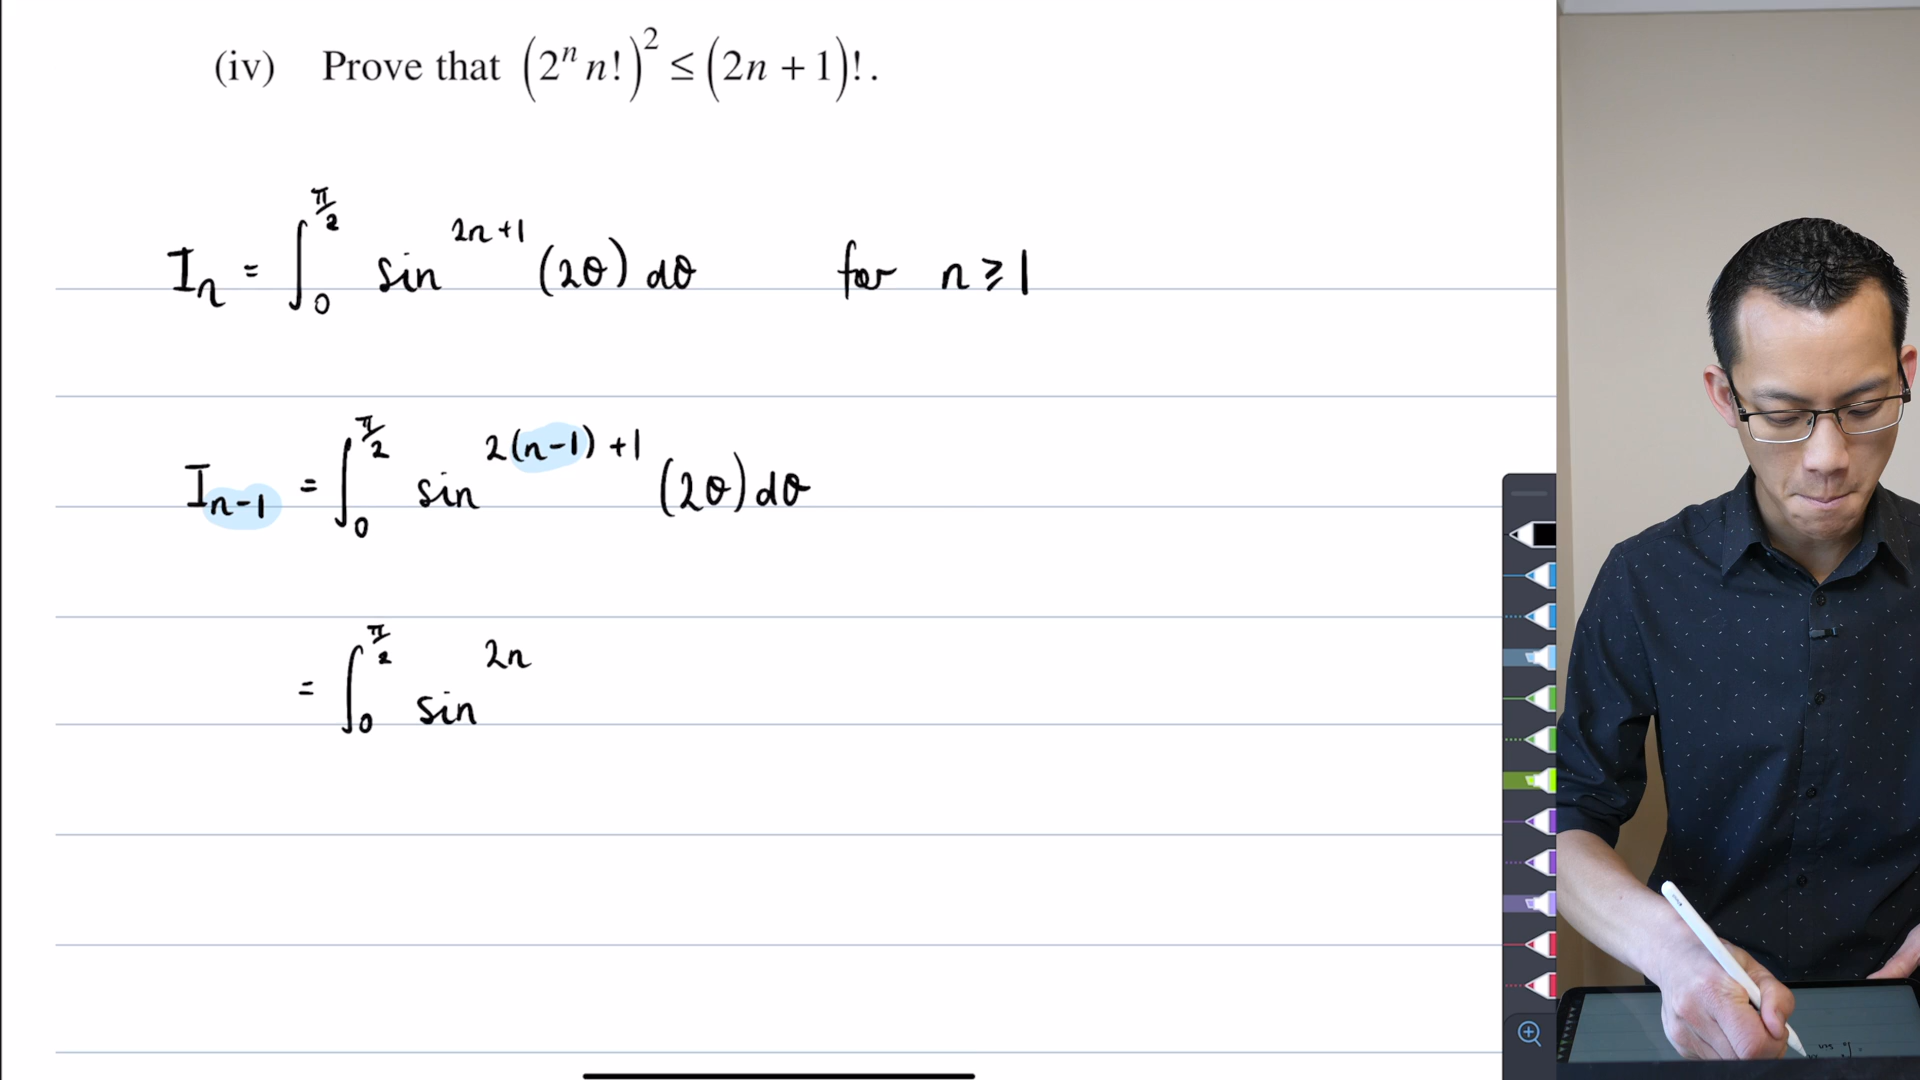 (iv) Prove that (2ⁿ n!)² ≤ (2n + 1)!.
Iₙ = ∫₀^(π/2) sin^(2n+1) (2θ) dθ for n ⩾ 1
Iₙ₋₁ = ∫₀^(π/2) sin^(2(n-1)+1) (2θ) dθ
= ∫₀^(π/2) sin^(2n)